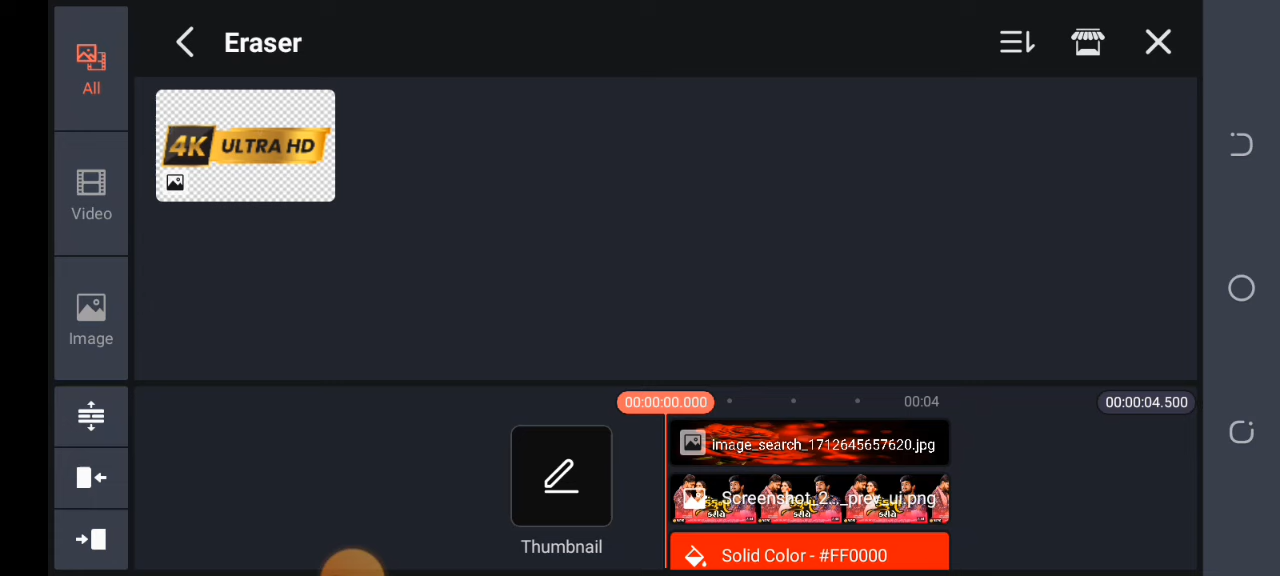 All
Eraser
4K ULTRA HD
Video
Image
00:00:00.000
00:04
00:00:04.500
image_search_1712645657620.jpg
Screenshot_2..._prev_ui.png
Thumbnail
Solid Color - #FF0000